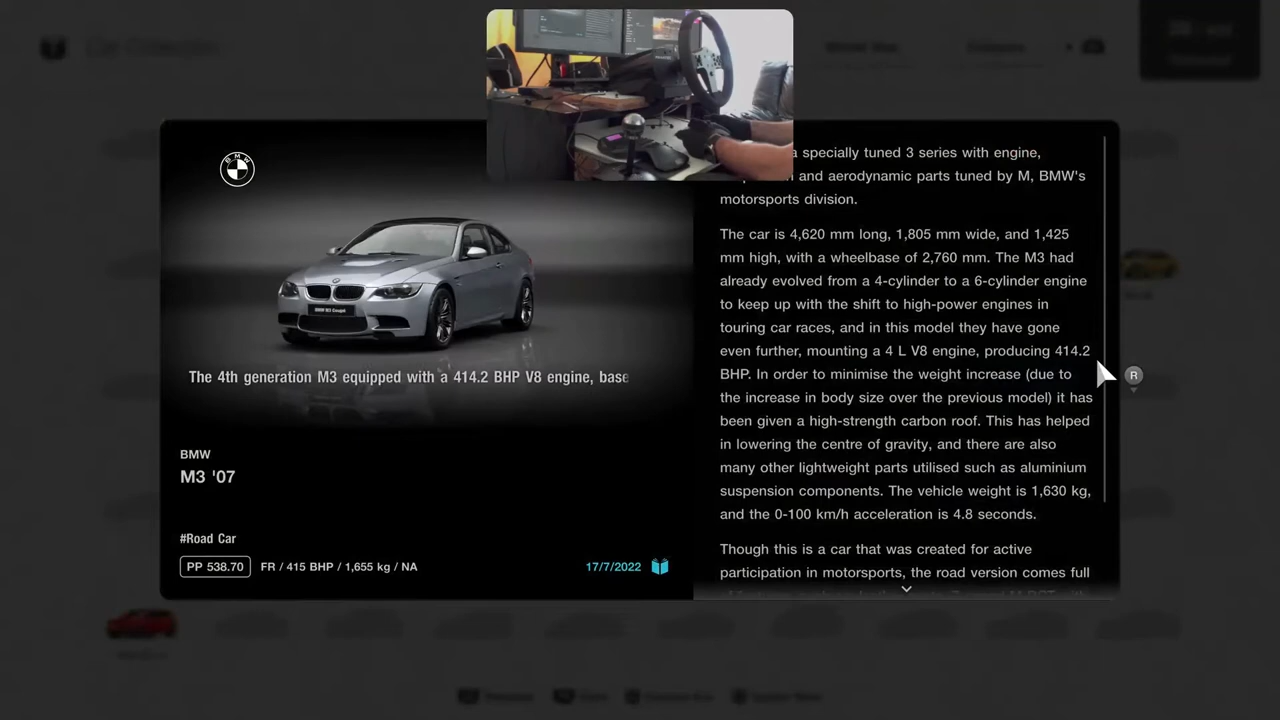 a specially tuned 3 series with engine,
and aerodynamic parts tuned by M, BMW's
motorsports division.
The car is 4,620 mm long, 1,805 mm wide, and 1,425
mm high, with a wheelbase of 2,760 mm. The M3 had
already evolved from a 4-cylinder to a 6-cylinder engine
to keep up with the shift to high-power engines in
touring car races, and in this model they have gone
even further, mounting a 4 L V8 engine, producing 414.2
BHP. In order to minimise the weight increase (due to
the increase in body size over the previous model) it has
been given a high-strength carbon roof. This has helped
in lowering the centre of gravity, and there are also
many other lightweight parts utilised such as aluminium
suspension components. The vehicle weight is 1,630 kg,
and the 0-100 km/h acceleration is 4.8 seconds.
Though this is a car that was created for active
participation in motorsports, the road version comes full
R
BMW
BMW M3 Coupé
The 4th generation M3 equipped with a 414.2 BHP V8 engine, base
BMW
M3 '07
#Road Car
PP 538.70
FR / 415 BHP / 1,655 kg / NA
17/7/2022